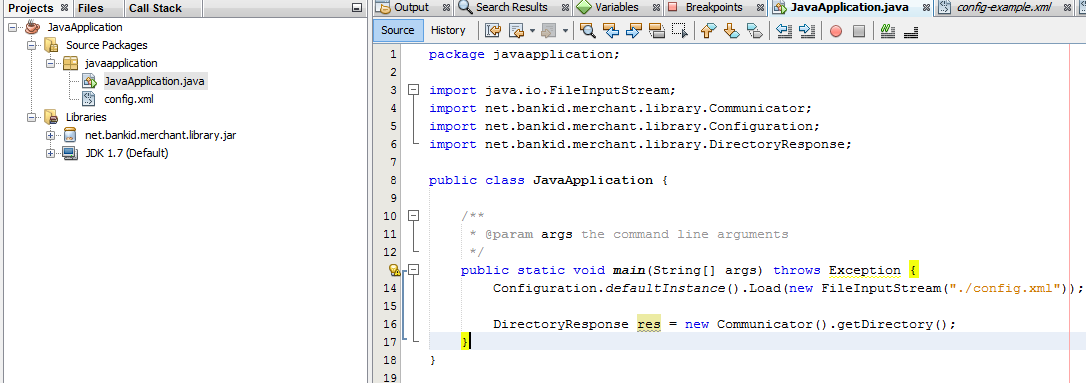 Projects Files Call Stack
JavaApplication
Source Packages
javaapplication
JavaApplication.java
config.xml
Libraries
net.bankid.merchant.library.jar
JDK 1.7 (Default)
Output Search Results Variables Breakpoints JavaApplication.java config-example.xml
Source History
1 package javaapplication;
2
3 import java.io.FileInputStream;
4 import net.bankid.merchant.library.Communicator;
5 import net.bankid.merchant.library.Configuration;
6 import net.bankid.merchant.library.DirectoryResponse;
7
8 public class JavaApplication {
9
10 /**
11 * @param args the command line arguments
12 */
public static void main(String[] args) throws Exception {
14 Configuration.defaultInstance().Load(new FileInputStream("./config.xml"));
15
16 DirectoryResponse res = new Communicator().getDirectory();
17 }
18 }
19